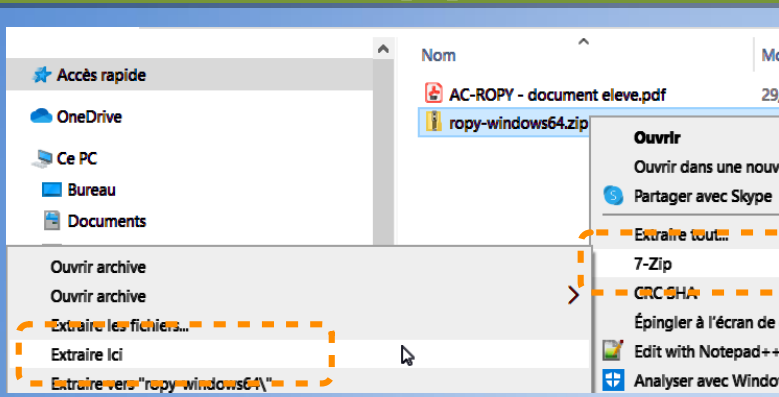 Nom
Mo
Accès rapide
AC-ROPY - document eleve.pdf
29,
OneDrive
ropy-windows64.zip
Ce PC
Bureau
Documents
Ouvrir
Ouvrir dans une nouv
Partager avec Skype
Extraire tout...
7-Zip
CRC SHA
Épingler à l'écran de
Edit with Notepad++
Analyser avec Windo
Ouvrir archive
Ouvrir archive
Extraire les fichiers...
Extraire Ici
Extraire vers "ropy-windows64\"